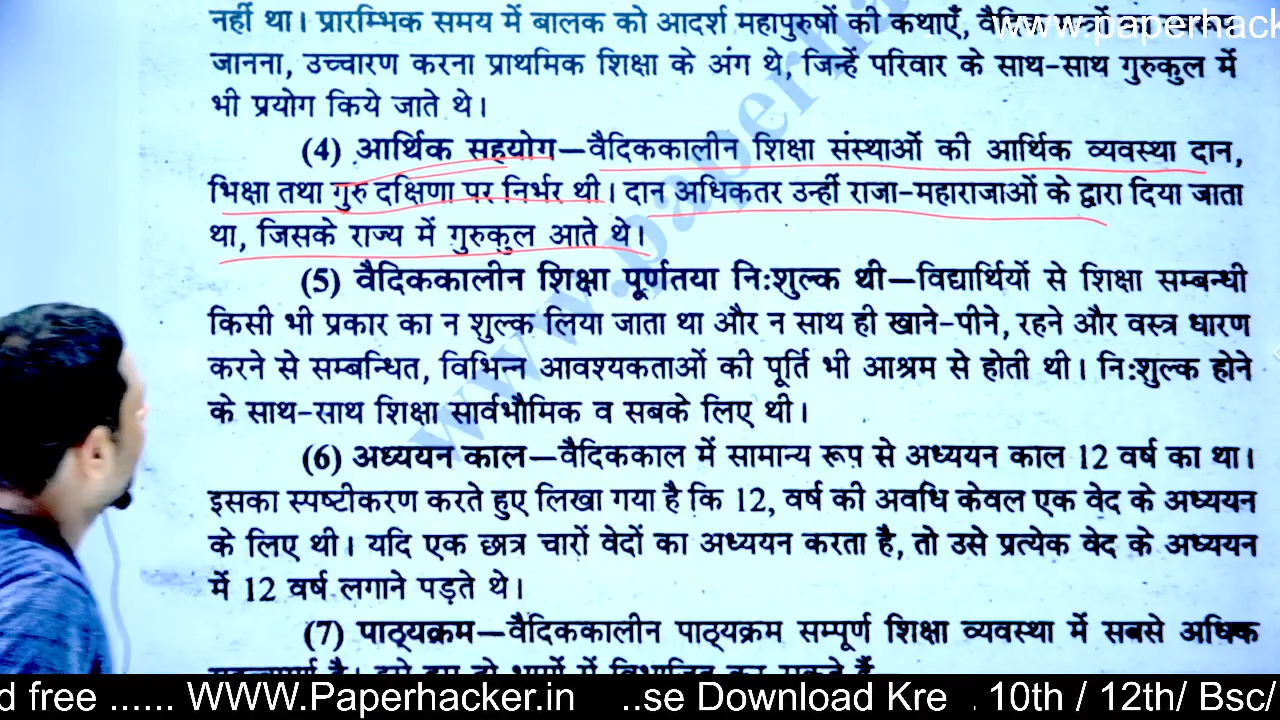 नहीं था। प्रारम्भिक समय में बालक को आदर्श महापुरुषों की कथाएँ,
www.paperhack
जानना, उच्चारण करना प्राथमिक शिक्षा के अंग थे, जिन्हें परिवार के साथ-साथ गुरुकुल में
भी प्रयोग किये जाते थे।
(4) आर्थिक सहयोग—वैदिककालीन शिक्षा संस्थाओं की आर्थिक व्यवस्था दान,
भिक्षा तथा गुरु दक्षिणा पर निर्भर थी। दान अधिकतर उन्हीं राजा-महाराजाओं के द्वारा दिया जाता
था, जिसके राज्य में गुरुकुल आते थे।
(5) वैदिककालीन शिक्षा पूर्णतया नि:शुल्क थी—विद्यार्थियों से शिक्षा सम्बन्धी
किसी भी प्रकार का न शुल्क लिया जाता था और न साथ ही खाने-पीने, रहने और वस्त्र धारण
करने से सम्बन्धित, विभिन्न आवश्यकताओं की पूर्ति भी आश्रम से होती थी। नि:शुल्क होने
के साथ-साथ शिक्षा सार्वभौमिक व सबके लिए थी।
(6) अध्ययन काल—वैदिककाल में सामान्य रूप से अध्ययन काल 12 वर्ष का था।
इसका स्पष्टीकरण करते हुए लिखा गया है कि 12, वर्ष की अवधि केवल एक वेद के अध्ययन
के लिए थी। यदि एक छात्र चारों वेदों का अध्ययन करता है, तो उसे प्रत्येक वेद के अध्ययन
में 12 वर्ष लगाने पड़ते थे।
(7) पाठ्यक्रम—वैदिककालीन पाठ्यक्रम सम्पूर्ण शिक्षा व्यवस्था में सबसे अधिक
d free ...... WWW.Paperhacker.in ..se Download Kre . 10th / 12th/ Bsc/